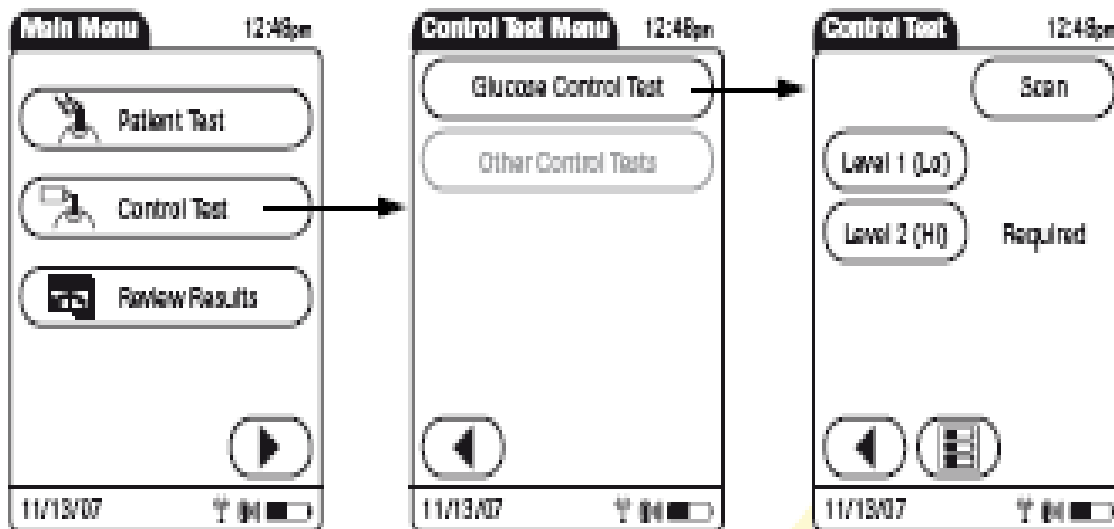 Main Menu 12:48pm
Patient Test
Control Test
Review Results
11/13/07
Control Test Menu 12:48pm
Glucose Control Test
Other Control Tests
11/13/07
Control Test 12:48pm
Scan
Level 1 (Lo)
Level 2 (Hi) Required
11/13/07